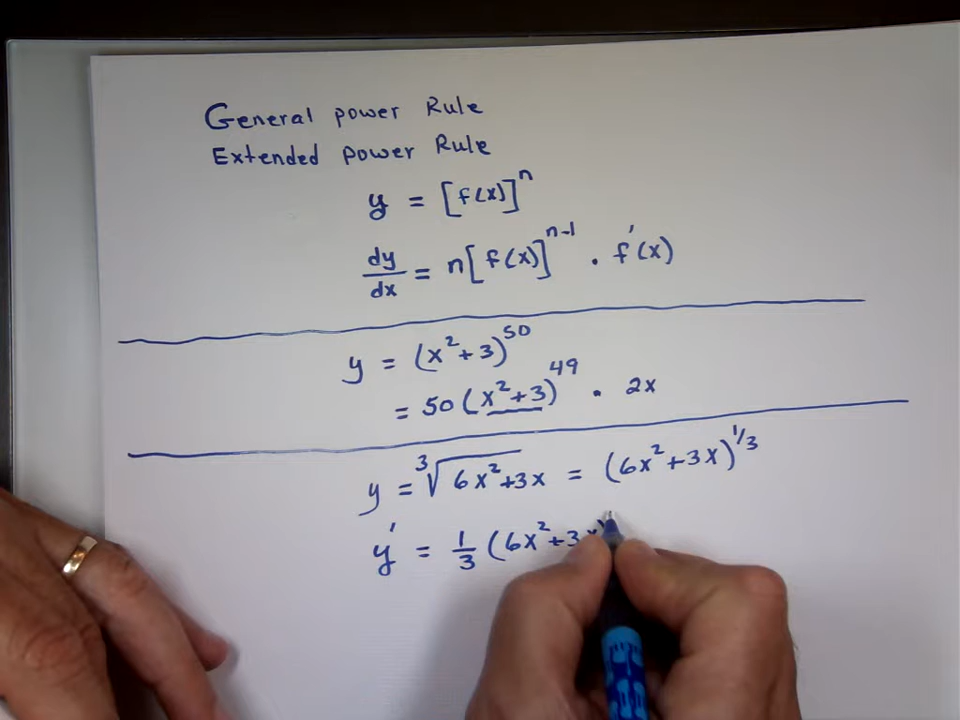 General power Rule
Extended power Rule
y = [f(x)]^n
dy/dx = n[f(x)]^{n-1} · f'(x)
y = (x²+3)^50
= 50(x²+3)^49 · 2x
y = ∛(6x²+3x) = (6x²+3x)^{1/3}
y' = 1/3 (6x²+3x)